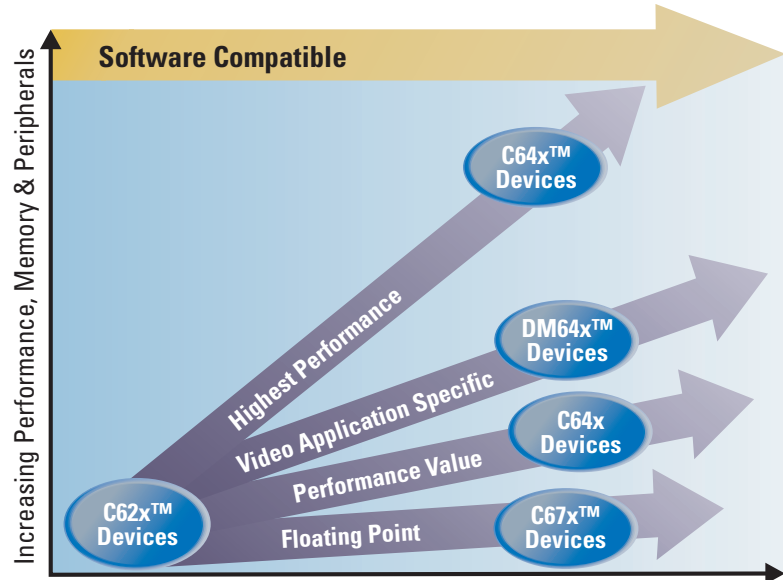 Increasing Performance, Memory & Peripherals
Software Compatible
C64x™
Devices
Highest Performance
DM64x™
Devices
Video Application Specific
C64x
Devices
Performance Value
C62x™
Devices
C67x™
Devices
Floating Point